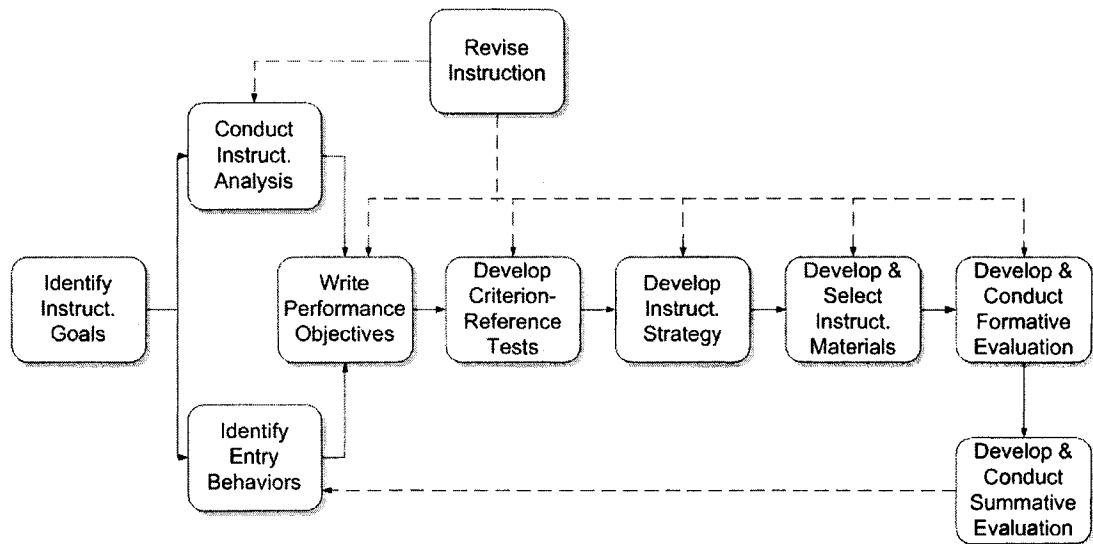 Revise
Instruction
Conduct
Instruct.
Analysis
Identify
Instruct.
Goals
Write
Performance
Objectives
Develop
Criterion-
Reference
Tests
Develop
Instruct.
Strategy
Develop &
Select
Instruct.
Materials
Develop &
Conduct
Formative
Evaluation
Identify
Entry
Behaviors
Develop &
Conduct
Summative
Evaluation